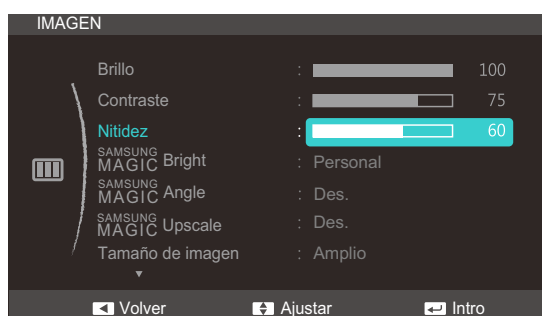 IMAGEN
Brillo : 100
Contraste : 75
Nitidez : 60
SAMSUNG
MAGIC Bright : Personal
SAMSUNG
MAGIC Angle : Des.
SAMSUNG
MAGIC Upscale : Des.
Tamaño de imagen : Amplio
Volver Ajustar Intro